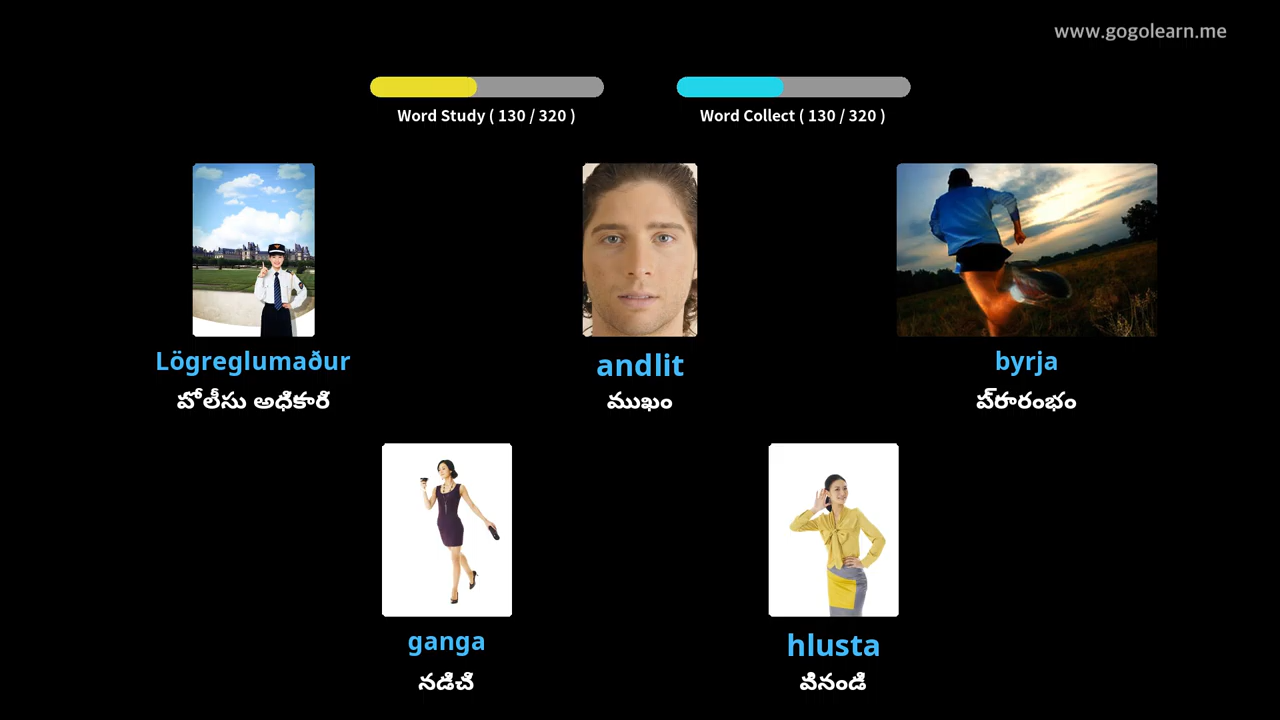 www.gogolearn.me
Word Study ( 130 / 320 )
Word Collect ( 130 / 320 )
Lögreglumaður
పోలీసు అధికారి
andlit
ముఖం
byrja
ప్రారంభం
ganga
నడిచి
hlusta
వినండి